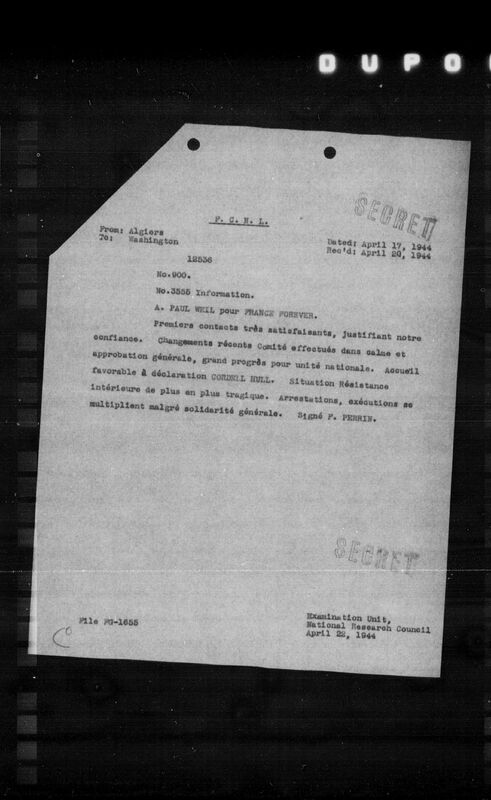 DUPO
SECRET
F. C. N. L.
From: Algiers
To: Washington
Dated: April 17, 1944
Rec'd: April 20, 1944
12536
No.900.
No.3555 Information.
A. PAUL WEIL pour FRANCE FOREVER.
Premiers contacts très satisfaisants, justifiant notre
confiance. Changements récents Comité effectués dans calme et
approbation générale, grand progrès pour unité nationale. Accueil
favorable à déclaration CORDELL HULL. Situation Résistance
intérieure de plus en plus tragique. Arrestations, exécutions se
multiplient malgré solidarité générale. Signé F. PERRIN.
SECRET
File FG-1655
Examination Unit,
National Research Council
April 22, 1944